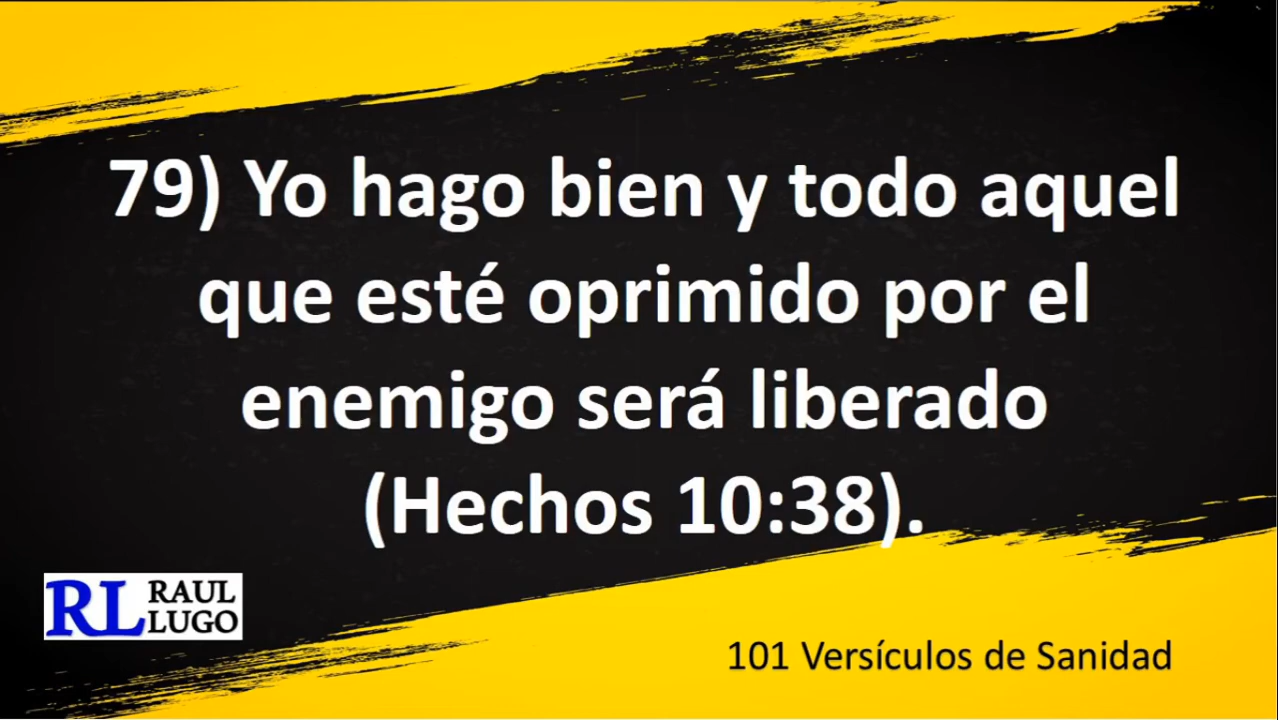 79) Yo hago bien y todo aquel
que esté oprimido por el
enemigo será liberado
(Hechos 10:38).
RL RAUL
LUGO
101 Versículos de Sanidad